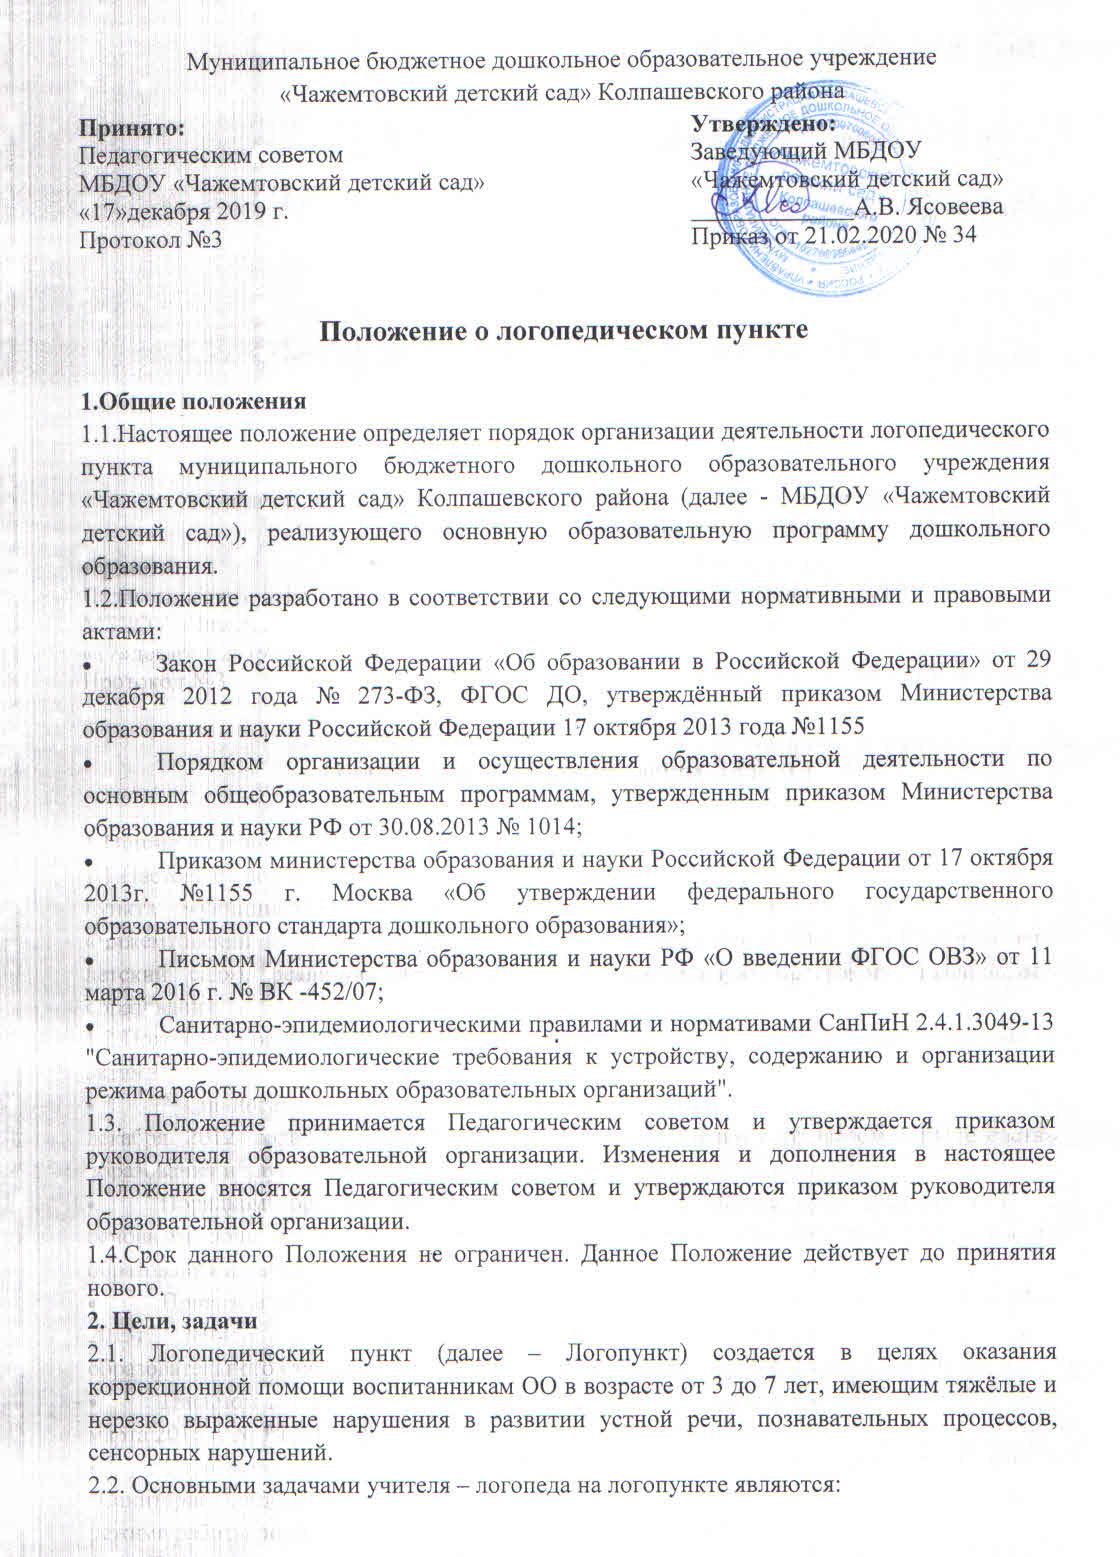 Муниципальное бюджетное дошкольное образовательное учреждение
«Чажемтовский детский сад» Колпашевского района
Принято:
Педагогическим советом
МБДОУ «Чажемтовский детский сад»
«17»декабря 2019 г.
Протокол №3
Утверждено:
Заведующий МБДОУ
«Чажемтовский детский сад»
А.В. Ясовеева
Приказ от 21.02.2020 № 34
Положение о логопедическом пункте
1.Общие положения
1.1.Настоящее положение определяет порядок организации деятельности логопедического
пункта муниципального бюджетного дошкольного образовательного учреждения
«Чажемтовский детский сад» Колпашевского района (далее - МБДОУ «Чажемтовский
детский сад»), реализующего основную образовательную программу дошкольного
образования.
1.2.Положение разработано в соответствии со следующими нормативными и правовыми
актами:
• Закон Российской Федерации «Об образовании в Российской Федерации» от 29
декабря 2012 года № 273-ФЗ, ФГОС ДО, утверждённый приказом Министерства
образования и науки Российской Федерации 17 октября 2013 года №1155
• Порядком организации и осуществления образовательной деятельности по
основным общеобразовательным программам, утвержденным приказом Министерства
образования и науки РФ от 30.08.2013 № 1014;
• Приказом министерства образования и науки Российской Федерации от 17 октября
2013г. №1155 г. Москва «Об утверждении федерального государственного
образовательного стандарта дошкольного образования»;
• Письмом Министерства образования и науки РФ «О введении ФГОС ОВЗ» от 11
марта 2016 г. № ВК -452/07;
• Санитарно-эпидемиологическими правилами и нормативами СанПиН 2.4.1.3049-13
"Санитарно-эпидемиологические требования к устройству, содержанию и организации
режима работы дошкольных образовательных организаций".
1.3. Положение принимается Педагогическим советом и утверждается приказом
руководителя образовательной организации. Изменения и дополнения в настоящее
Положение вносятся Педагогическим советом и утверждаются приказом руководителя
образовательной организации.
1.4.Срок данного Положения не ограничен. Данное Положение действует до принятия
нового.
2. Цели, задачи
2.1. Логопедический пункт (далее – Логопункт) создается в целях оказания
коррекционной помощи воспитанникам ОО в возрасте от 3 до 7 лет, имеющим тяжёлые и
нерезко выраженные нарушения в развитии устной речи, познавательных процессов,
сенсорных нарушений.
2.2. Основными задачами учителя – логопеда на логопункте являются: